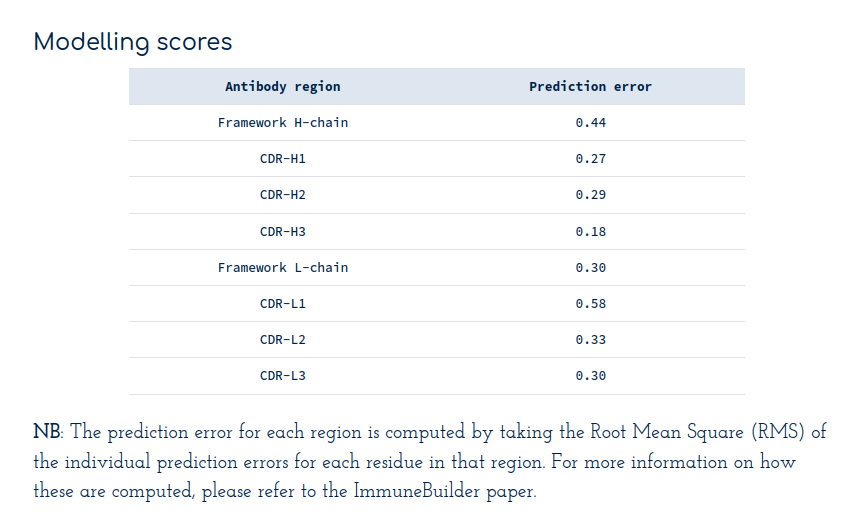 Modelling scores
Antibody region Prediction error
Framework H-chain 0.44
CDR-H1 0.27
CDR-H2 0.29
CDR-H3 0.18
Framework L-chain 0.30
CDR-L1 0.58
CDR-L2 0.33
CDR-L3 0.30
NB: The prediction error for each region is computed by taking the Root Mean Square (RMS) of
the individual prediction errors for each residue in that region. For more information on how
these are computed, please refer to the ImmuneBuilder paper.